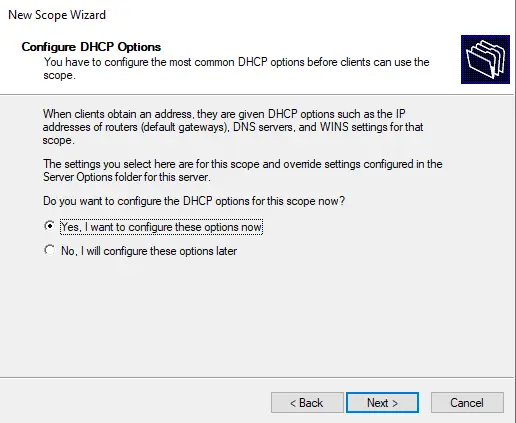 New Scope Wizard
Configure DHCP Options
You have to configure the most common DHCP options before clients can use the
scope.
When clients obtain an address, they are given DHCP options such as the IP
addresses of routers (default gateways), DNS servers, and WINS settings for that
scope.
The settings you select here are for this scope and override settings configured in the
Server Options folder for this server.
Do you want to configure the DHCP options for this scope now?
Yes, I want to configure these options now
No, I will configure these options later
< Back
Next >
Cancel